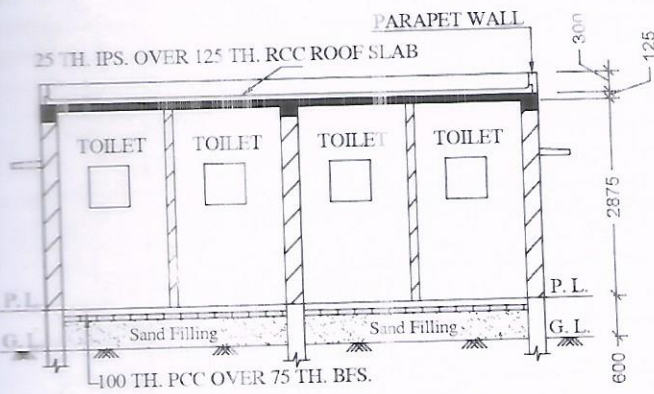 PARAPET WALL
25 TH. IPS. OVER 125 TH. RCC ROOF SLAB
300
125
TOILET TOILET TOILET TOILET
2875
P. L. P. L.
Sand Filling Sand Filling
G. L. G. L.
600
100 TH. PCC OVER 75 TH. BFS.